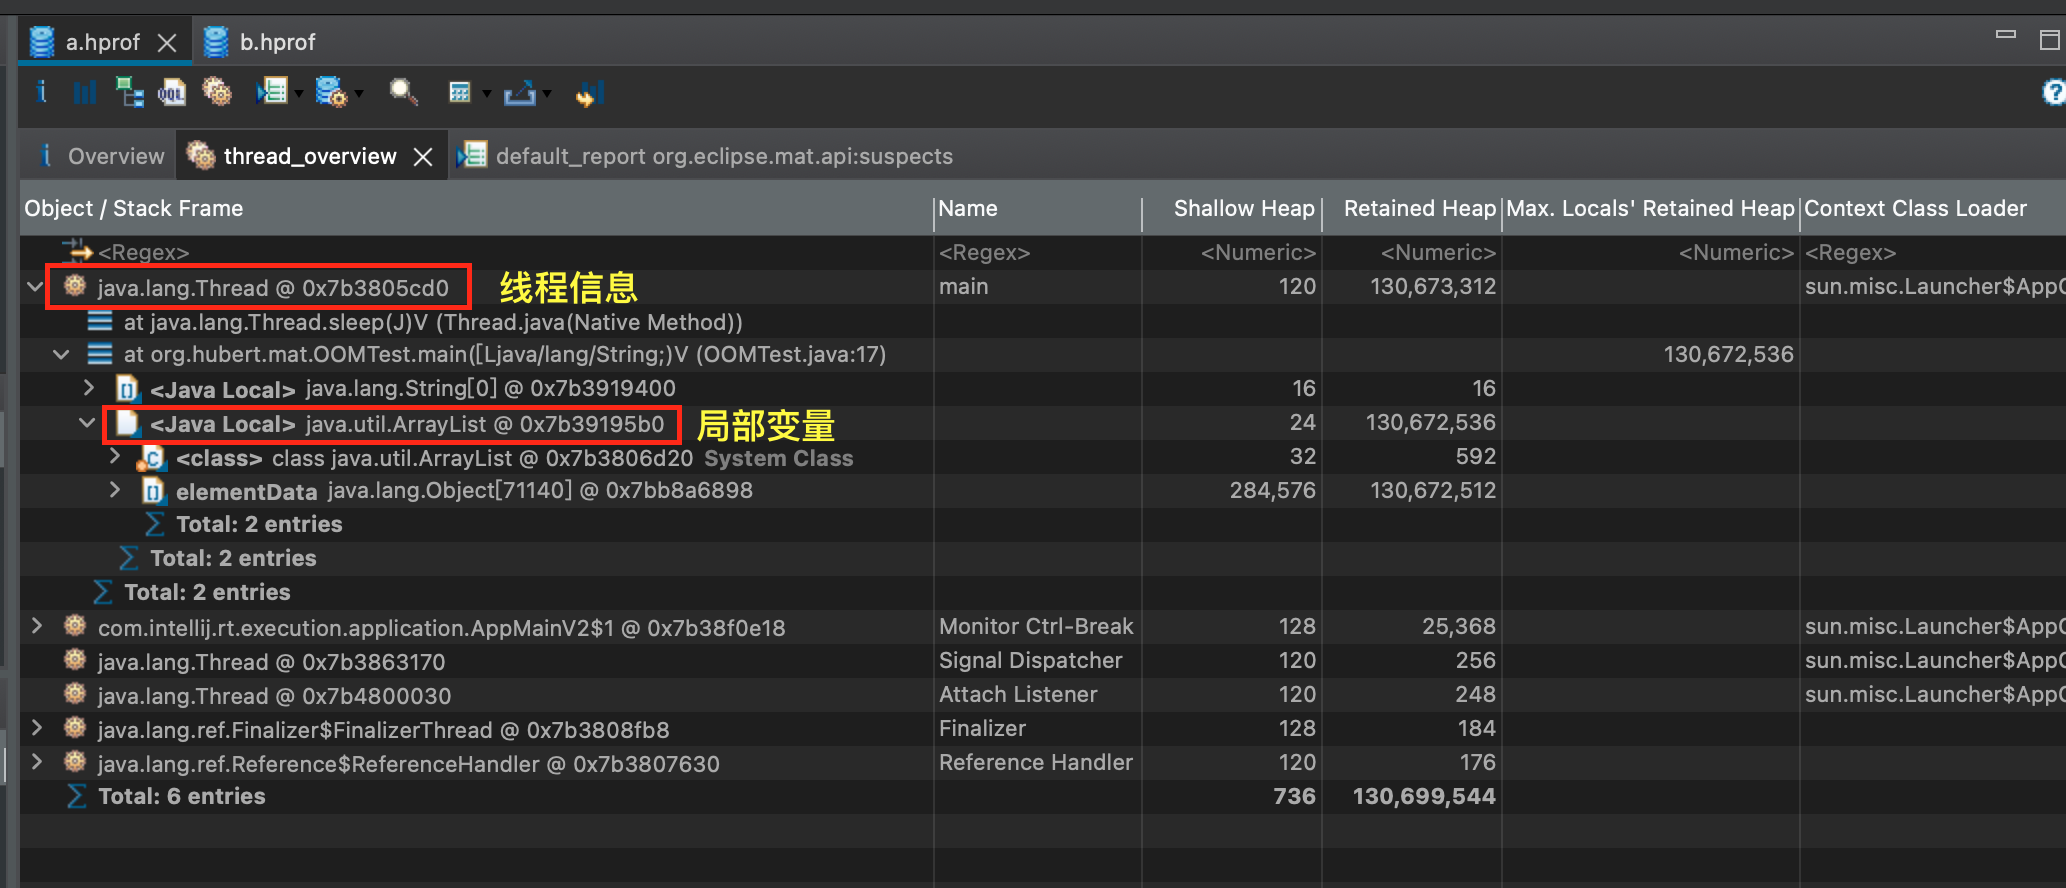 a.hprof b.hprof
i OQL ?
i Overview thread_overview default_report org.eclipse.mat.api:suspects
Object / Stack Frame Name Shallow Heap Retained Heap Max. Locals' Retained Heap Context Class Loader
<Regex> <Regex> <Numeric> <Numeric> <Numeric> <Regex>
java.lang.Thread @ 0x7b3805cd0 线程信息 main 120 130,673,312 sun.misc.Launcher$AppC
at java.lang.Thread.sleep(J)V (Thread.java(Native Method))
at org.hubert.mat.OOMTest.main([Ljava/lang/String;)V (OOMTest.java:17) 130,672,536
<Java Local> java.lang.String[0] @ 0x7b3919400 16 16
<Java Local> java.util.ArrayList @ 0x7b39195b0 局部变量 24 130,672,536
<class> class java.util.ArrayList @ 0x7b3806d20 System Class 32 592
elementData java.lang.Object[71140] @ 0x7bb8a6898 284,576 130,672,512
Total: 2 entries
Total: 2 entries
Total: 2 entries
com.intellij.rt.execution.application.AppMainV2$1 @ 0x7b38f0e18 Monitor Ctrl-Break 128 25,368 sun.misc.Launcher$AppC
java.lang.Thread @ 0x7b3863170 Signal Dispatcher 120 256 sun.misc.Launcher$AppC
java.lang.Thread @ 0x7b4800030 Attach Listener 120 248 sun.misc.Launcher$AppC
java.lang.ref.Finalizer$FinalizerThread @ 0x7b3808fb8 Finalizer 128 184
java.lang.ref.Reference$ReferenceHandler @ 0x7b3807630 Reference Handler 120 176
Total: 6 entries 736 130,699,544